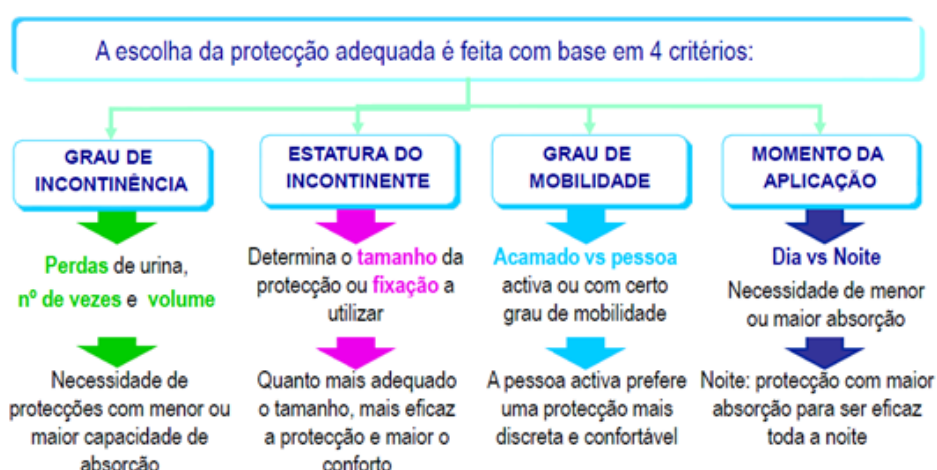 A escolha da protecção adequada é feita com base em 4 critérios:
GRAU DE
INCONTINÊNCIA
Perdas de urina,
nº de vezes e volume
Necessidade de
protecções com menor ou
maior capacidade de
absorção
ESTATURA DO
INCONTINENTE
Determina o tamanho da
protecção ou fixação a
utilizar
Quanto mais adequado
o tamanho, mais eficaz
a protecção e maior o
conforto
GRAU DE
MOBILIDADE
Acamado vs pessoa
activa ou com certo
grau de mobilidade
A pessoa activa prefere
uma protecção mais
discreta e confortável
MOMENTO DA
APLICAÇÃO
Dia vs Noite
Necessidade de menor
ou maior absorção
Noite: protecção com maior
absorção para ser eficaz
toda a noite